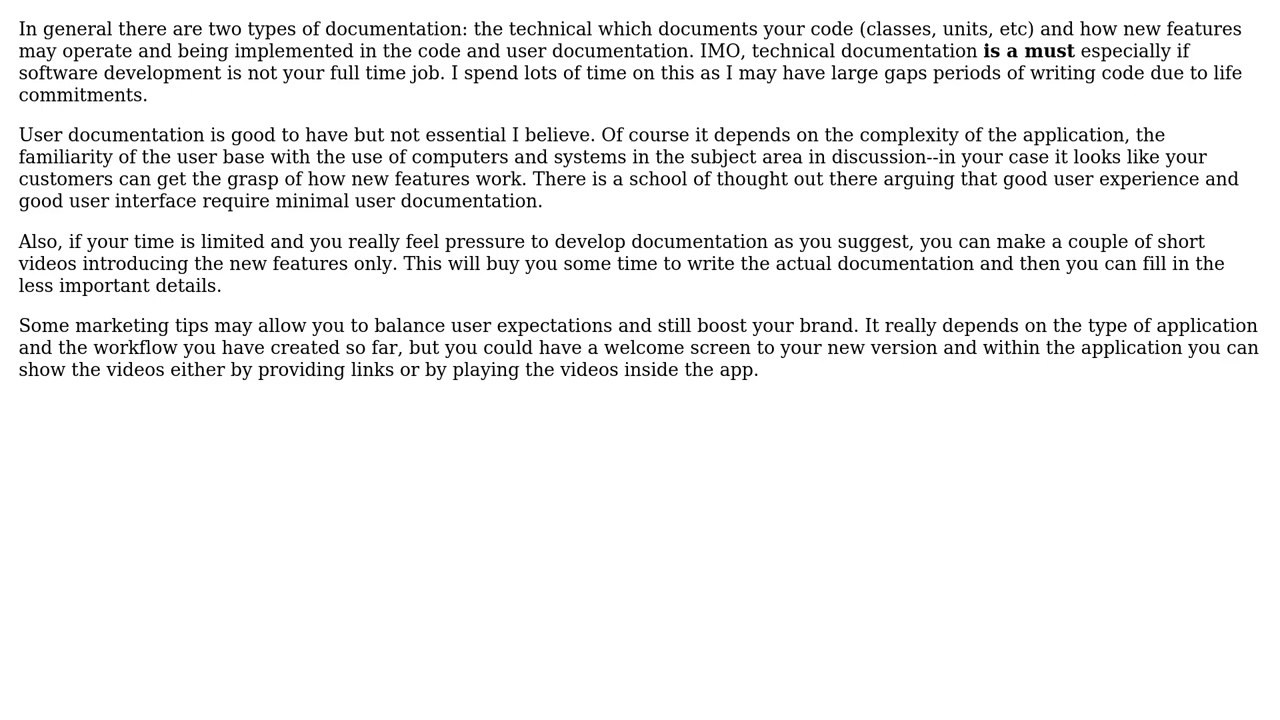 In general there are two types of documentation: the technical which documents your code (classes, units, etc) and how new features
may operate and being implemented in the code and user documentation. IMO, technical documentation is a must especially if
software development is not your full time job. I spend lots of time on this as I may have large gaps periods of writing code due to life
commitments.
User documentation is good to have but not essential I believe. Of course it depends on the complexity of the application, the
familiarity of the user base with the use of computers and systems in the subject area in discussion--in your case it looks like your
customers can get the grasp of how new features work. There is a school of thought out there arguing that good user experience and
good user interface require minimal user documentation.
Also, if your time is limited and you really feel pressure to develop documentation as you suggest, you can make a couple of short
videos introducing the new features only. This will buy you some time to write the actual documentation and then you can fill in the
less important details.
Some marketing tips may allow you to balance user expectations and still boost your brand. It really depends on the type of application
and the workflow you have created so far, but you could have a welcome screen to your new version and within the application you can
show the videos either by providing links or by playing the videos inside the app.